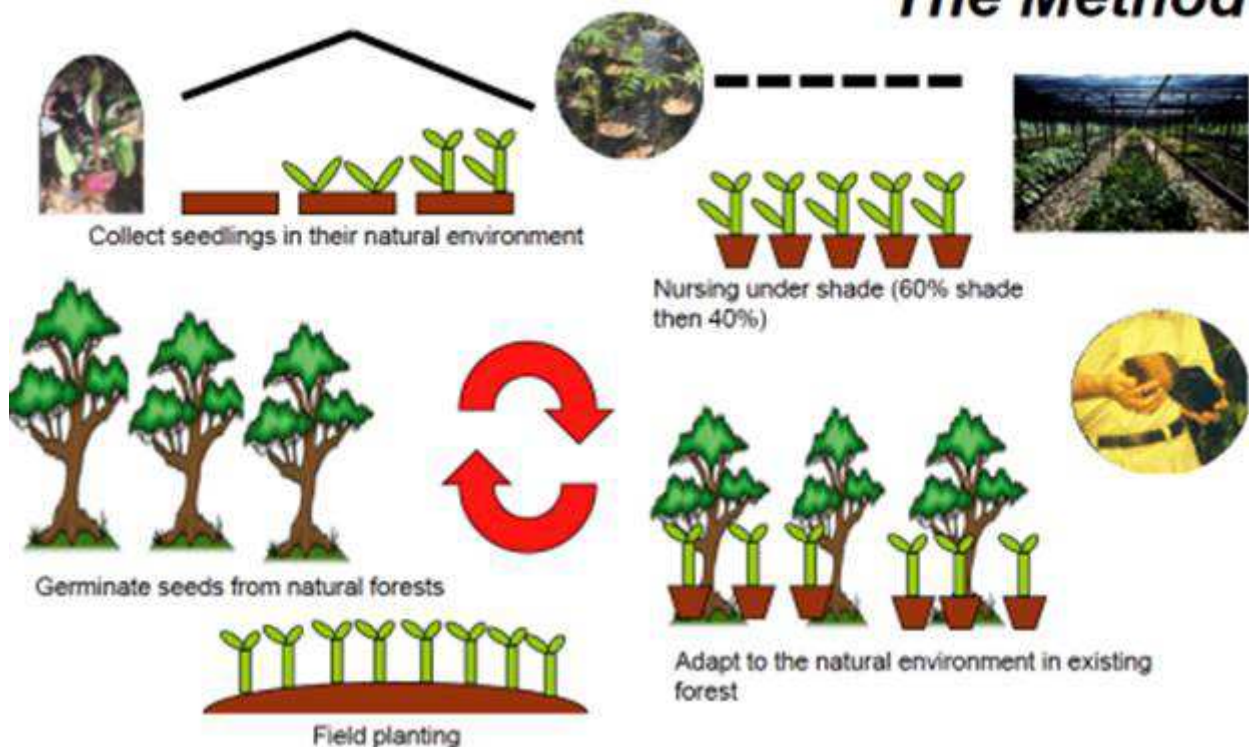 The Method
Collect seedlings in their natural environment
Nursing under shade (60% shade
then 40%)
Germinate seeds from natural forests
Adapt to the natural environment in existing
forest
Field planting